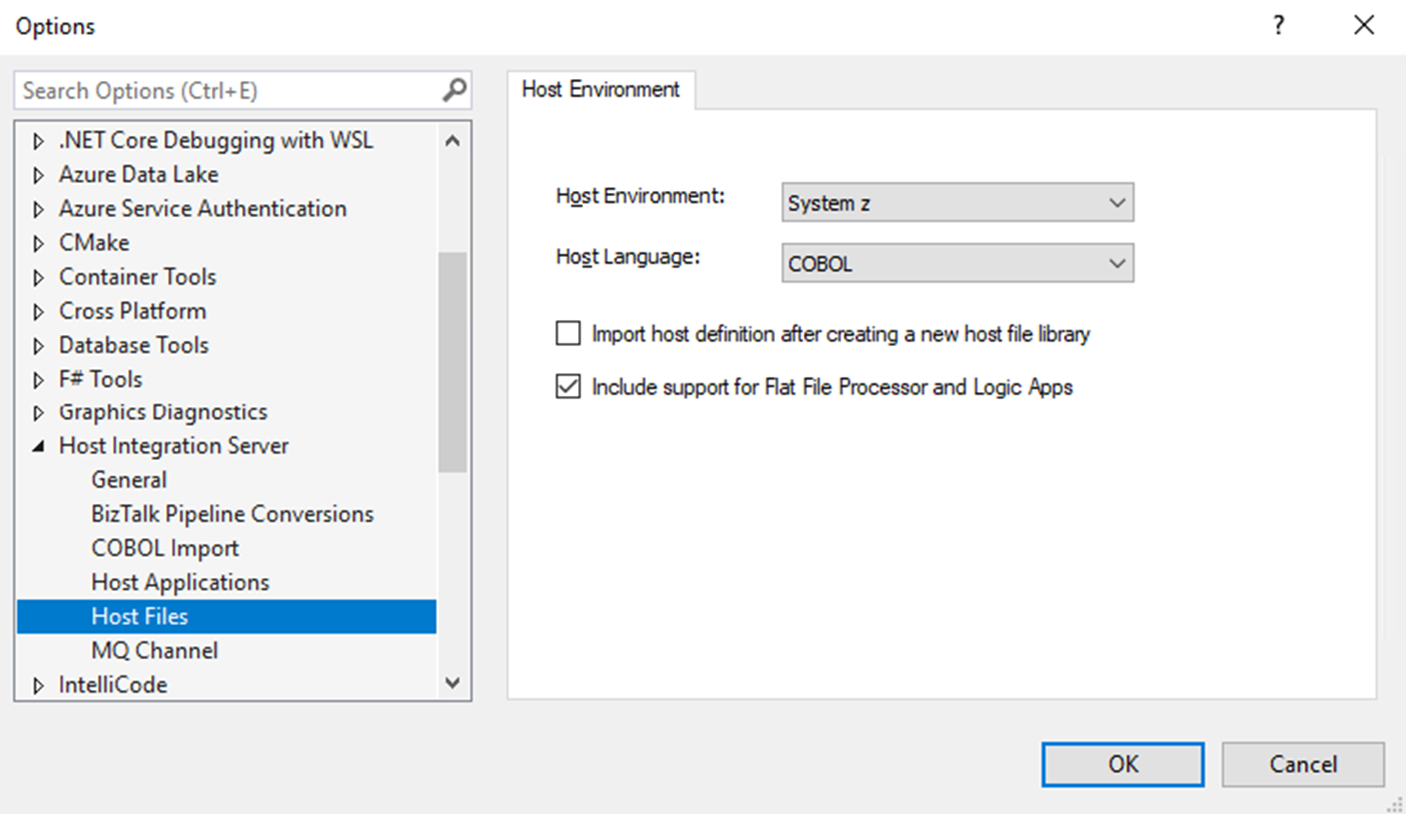 Options
?
Search Options (Ctrl+E)
.NET Core Debugging with WSL
Azure Data Lake
Azure Service Authentication
CMake
Container Tools
Cross Platform
Database Tools
F# Tools
Graphics Diagnostics
Host Integration Server
General
BizTalk Pipeline Conversions
COBOL Import
Host Applications
Host Files
MQ Channel
IntelliCode
Host Environment
Host Environment: System z
Host Language: COBOL
Import host definition after creating a new host file library
Include support for Flat File Processor and Logic Apps
OK Cancel